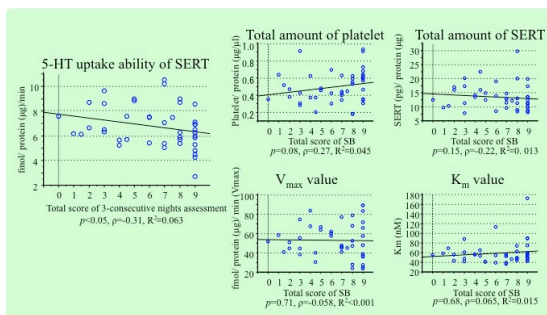 5-HT uptake ability of SERT
fmol/ protein (μg)/min
10
8
6
4
2
0 1 2 3 4 5 6 7 8 9
Total score of 3-consecutive nights assessment
p<0.05, ρ=-0.31, R²=0.063
Total amount of platelet
Platelet/ protein (μg/μl)
1.0
0.8
0.6
0.4
0.2
0 1 2 3 4 5 6 7 8 9
Total score of SB
p=0.08, ρ=0.27, R²=0.045
Total amount of SERT
SERT (pg)/ protein (μg)
30
25
20
15
10
5
0 1 2 3 4 5 6 7 8 9
Total score of SB
p=0.15, ρ=-0.22, R²=0. 013
Vmax value
fmol/ protein (μg)/ min (Vmax)
100
80
60
40
20
0 1 2 3 4 5 6 7 8 9
Total score of SB
p=0.71, ρ=-0.058, R²<0.001
Km value
Km (nM)
180
160
140
120
100
80
60
40
20
0 1 2 3 4 5 6 7 8 9
Total score of SB
p=0.68, ρ=0.065, R²=0.015